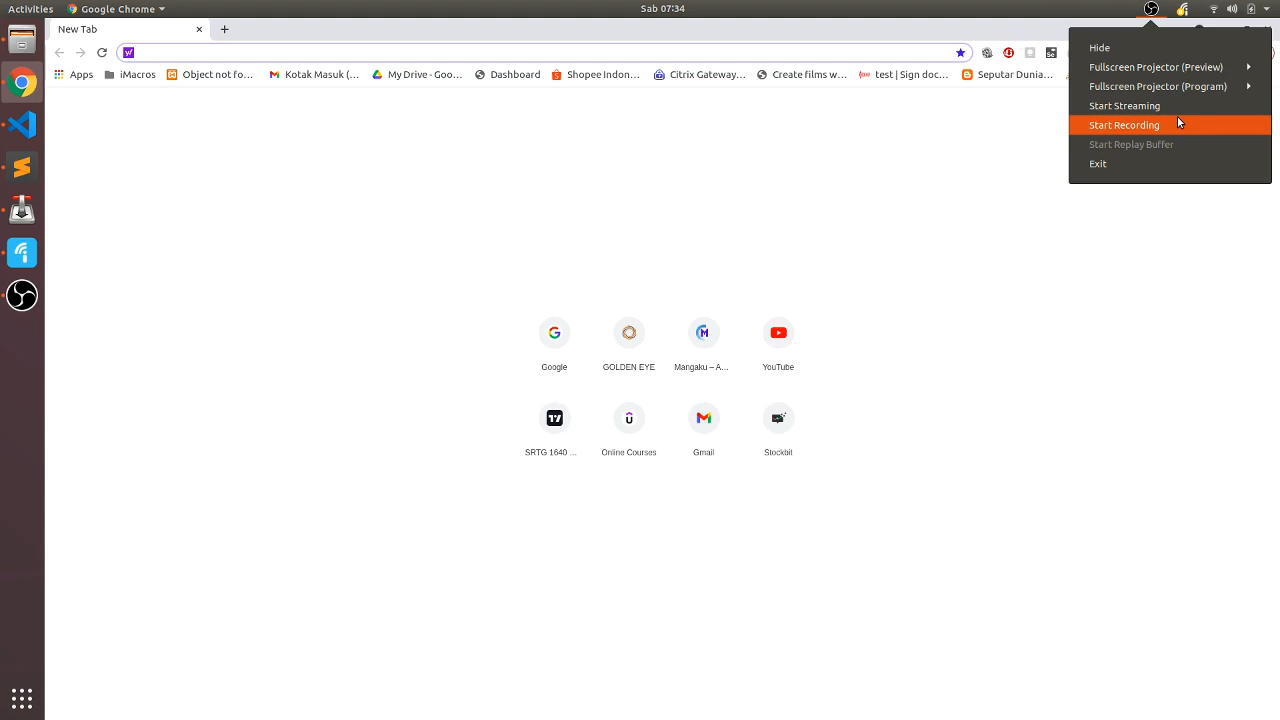 Activities
Google Chrome
Sab 07:34
New Tab
Apps
iMacros
Object not fo...
Kotak Masuk (...
My Drive - Goo...
Dashboard
Shopee Indon...
Citrix Gateway...
Create films w...
test | Sign doc...
Seputar Dunia...
Hide
Fullscreen Projector (Preview)
Fullscreen Projector (Program)
Start Streaming
Start Recording
Start Replay Buffer
Exit
Google
GOLDEN EYE
Mangaku – A...
YouTube
SRTG 1640 ...
Online Courses
Gmail
Stockbit